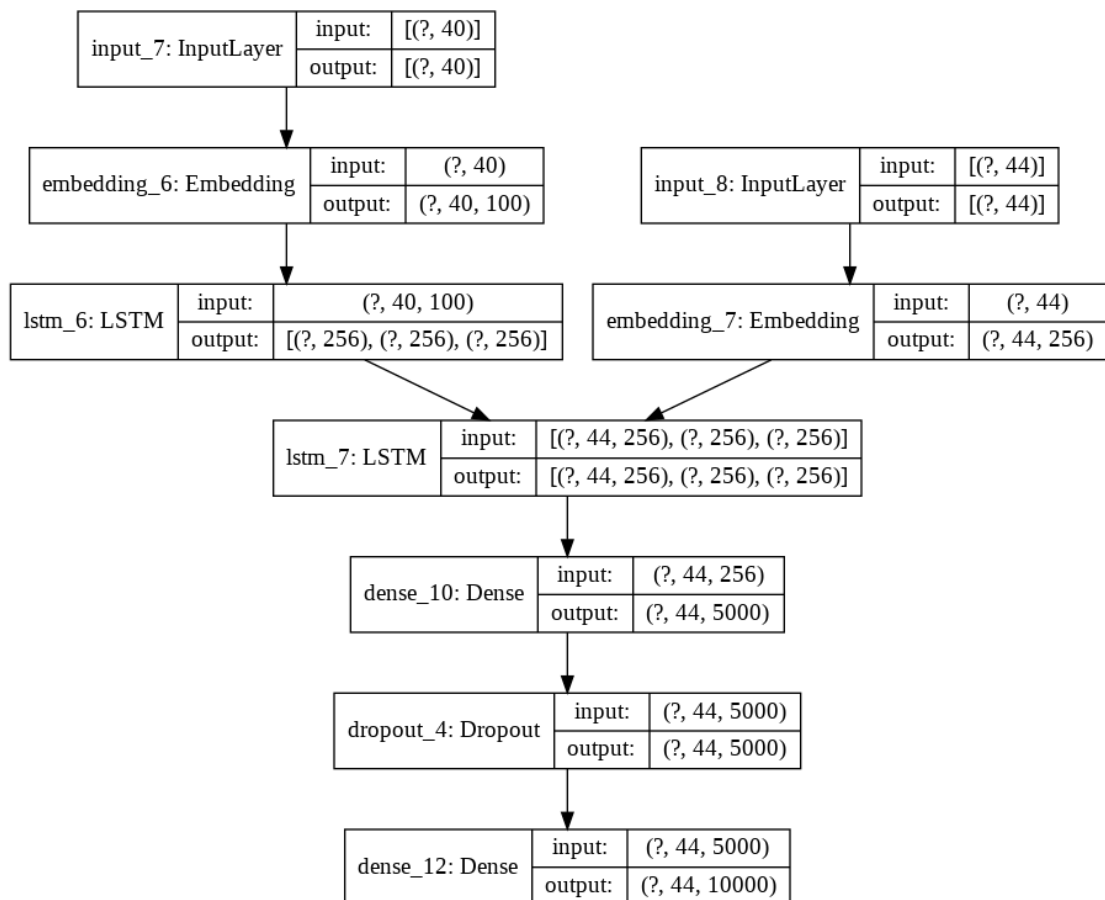 input_7: InputLayer
input: [(?, 40)]
output: [(?, 40)]
embedding_6: Embedding
input: (?, 40)
output: (?, 40, 100)
input_8: InputLayer
input: [(?, 44)]
output: [(?, 44)]
lstm_6: LSTM
input: (?, 40, 100)
output: [(?, 256), (?, 256), (?, 256)]
embedding_7: Embedding
input: (?, 44)
output: (?, 44, 256)
lstm_7: LSTM
input: [(?, 44, 256), (?, 256), (?, 256)]
output: [(?, 44, 256), (?, 256), (?, 256)]
dense_10: Dense
input: (?, 44, 256)
output: (?, 44, 5000)
dropout_4: Dropout
input: (?, 44, 5000)
output: (?, 44, 5000)
dense_12: Dense
input: (?, 44, 5000)
output: (?, 44, 10000)